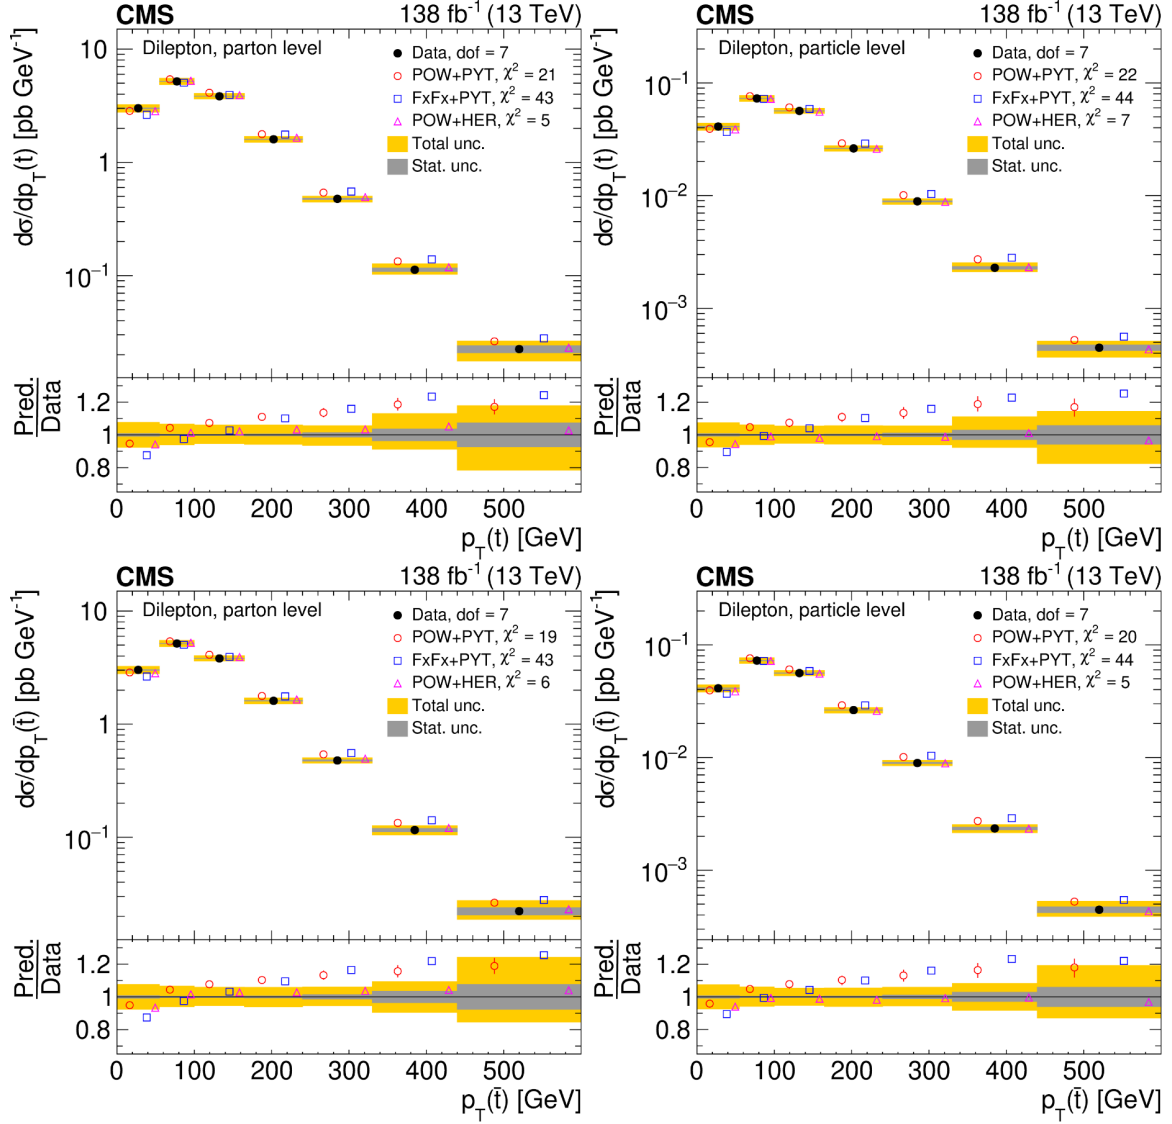 CMS 138 fb⁻¹ (13 TeV)
Dilepton, parton level
Data, dof = 7
POW+PYT, χ² = 21
FxFx+PYT, χ² = 43
POW+HER, χ² = 5
Total unc.
Stat. unc.
dσ/dp_T(t) [pb GeV⁻¹]
10
1
10⁻¹
Pred.
Data
1.2
1
0.8
0 100 200 300 400 500
p_T(t) [GeV]
CMS 138 fb⁻¹ (13 TeV)
Dilepton, particle level
Data, dof = 7
POW+PYT, χ² = 22
FxFx+PYT, χ² = 44
POW+HER, χ² = 7
Total unc.
Stat. unc.
dσ/dp_T(t) [pb GeV⁻¹]
10⁻¹
10⁻²
10⁻³
Pred.
Data
1.2
1
0.8
0 100 200 300 400 500
p_T(t) [GeV]
CMS 138 fb⁻¹ (13 TeV)
Dilepton, parton level
Data, dof = 7
POW+PYT, χ² = 19
FxFx+PYT, χ² = 43
POW+HER, χ² = 6
Total unc.
Stat. unc.
dσ/dp_T(t̄) [pb GeV⁻¹]
10
1
10⁻¹
Pred.
Data
1.2
1
0.8
0 100 200 300 400 500
p_T(t̄) [GeV]
CMS 138 fb⁻¹ (13 TeV)
Dilepton, particle level
Data, dof = 7
POW+PYT, χ² = 20
FxFx+PYT, χ² = 44
POW+HER, χ² = 5
Total unc.
Stat. unc.
dσ/dp_T(t̄) [pb GeV⁻¹]
10⁻¹
10⁻²
10⁻³
Pred.
Data
1.2
1
0.8
0 100 200 300 400 500
p_T(t̄) [GeV]